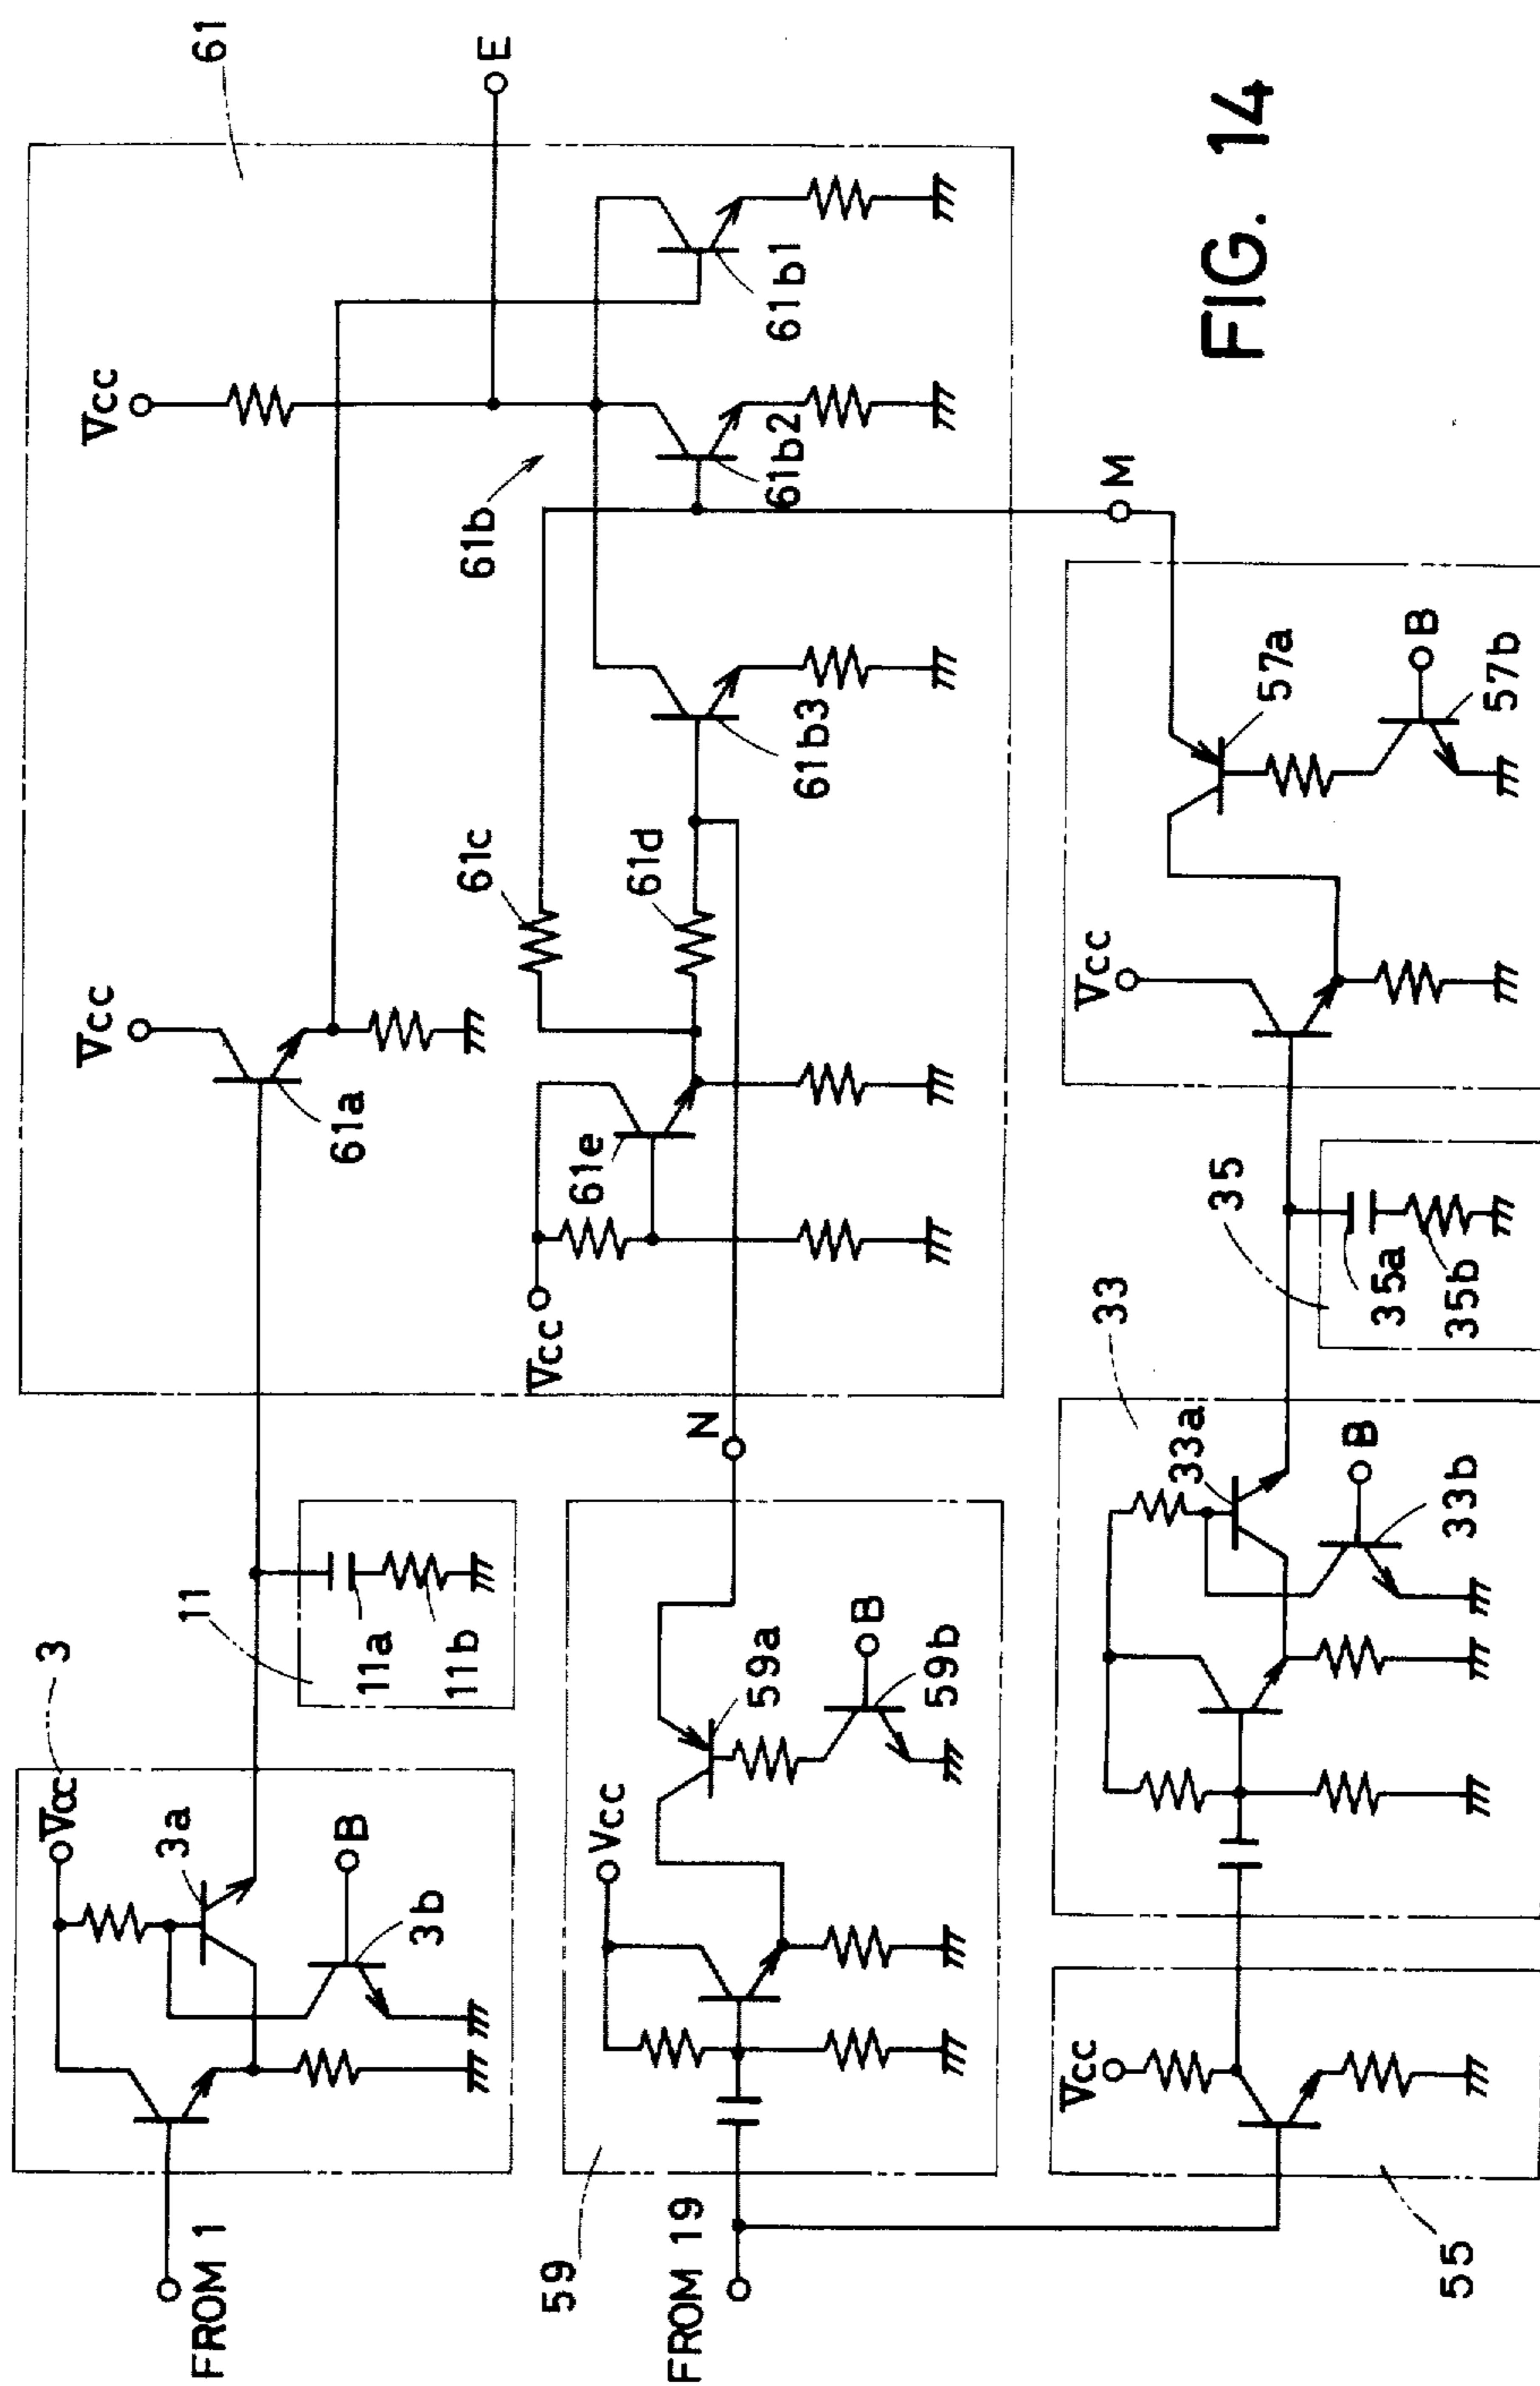 61
E
Vcc
61b1
61b2
61b
M
61b3
61c
61d
Vcc
61a
61e
Vcc
N
11
11a
11b
3
Vcc
3a
B
3b
FROM 1
59
Vcc
59a
B
59b
FROM 19
57a
B
57b
Vcc
35
35a
35b
33
33a
B
33b
Vcc
55
FIG. 14